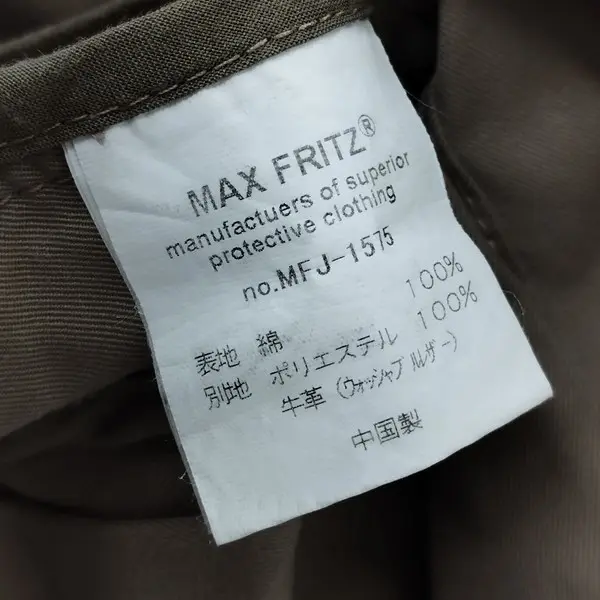 MAX FRITZ®
manufactuers of superior
protective clothing
no.MFJ-1575
表地 綿 100%
別地 ポリエステル 100%
牛革 (ウォッシャブルレザー)
中国製